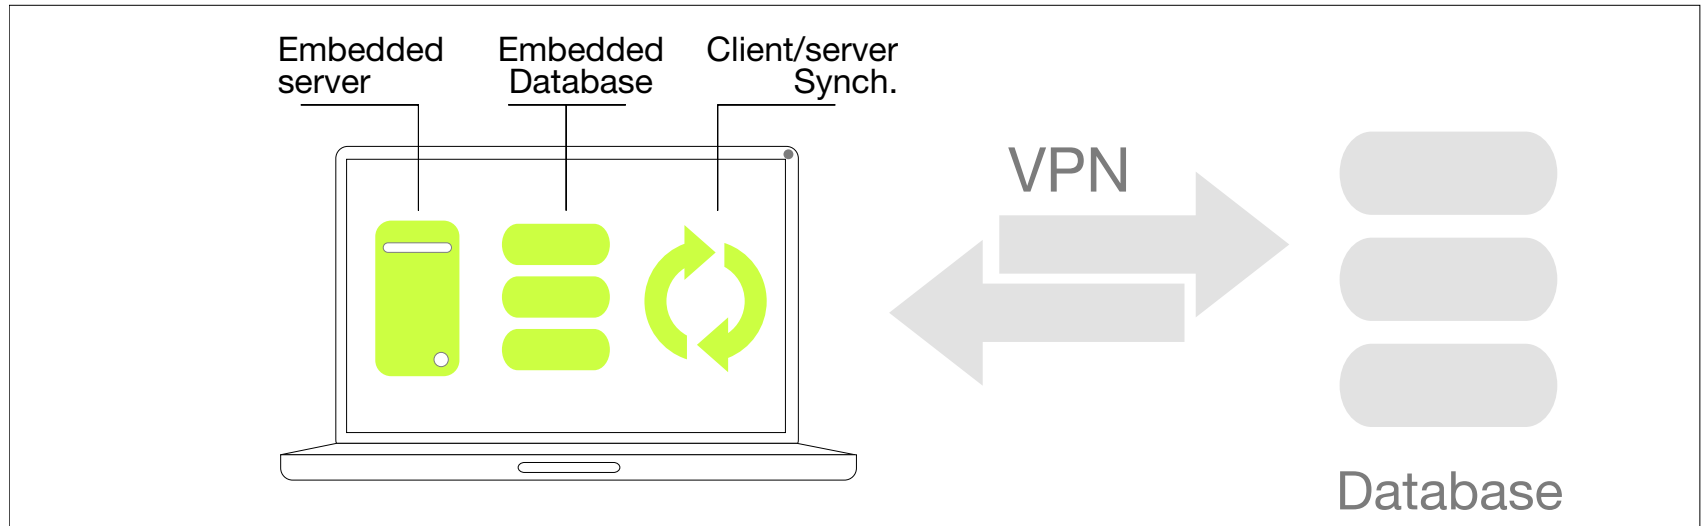 Embedded
server
Embedded
Database
Client/server
Synch.
VPN
Database